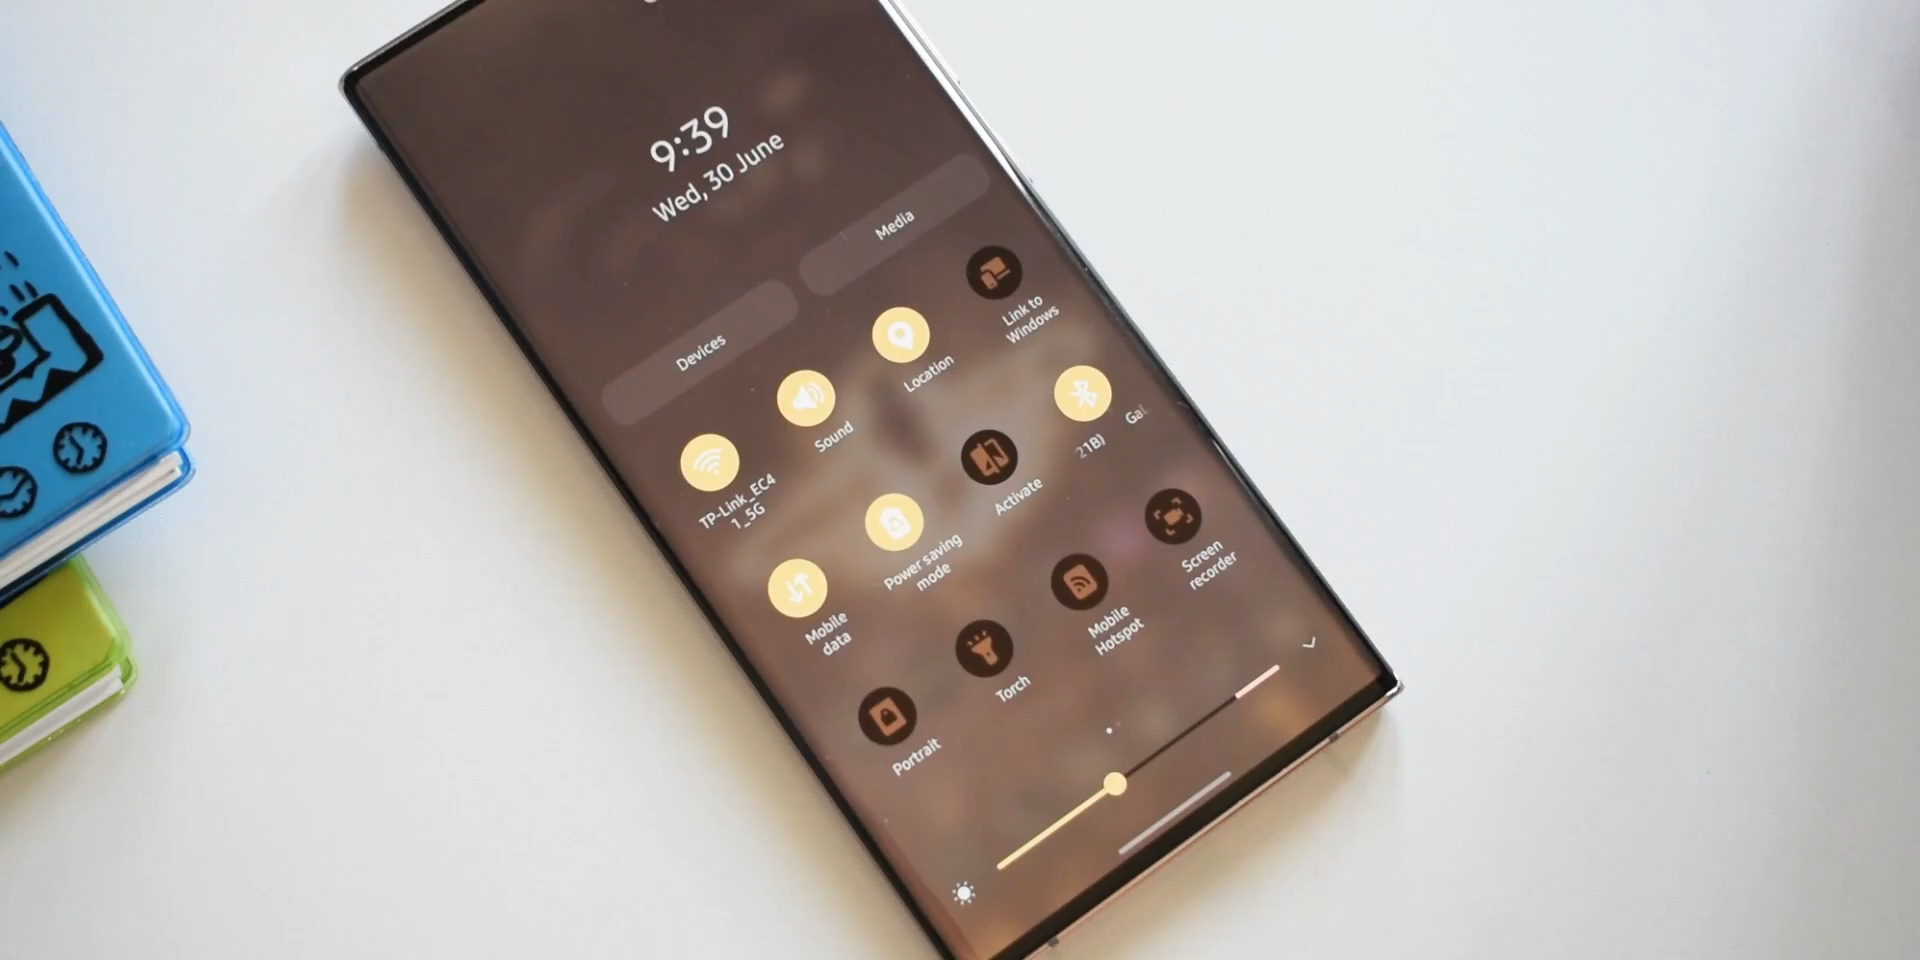 9:39
Wed, 30 June
Devices
Media
TP-Link_EC4
1_5G
Sound
Location
Link to
Windows
Mobile
data
Power saving
mode
Activate
21B)
Gal
Portrait
Torch
Mobile
Hotspot
Screen
recorder